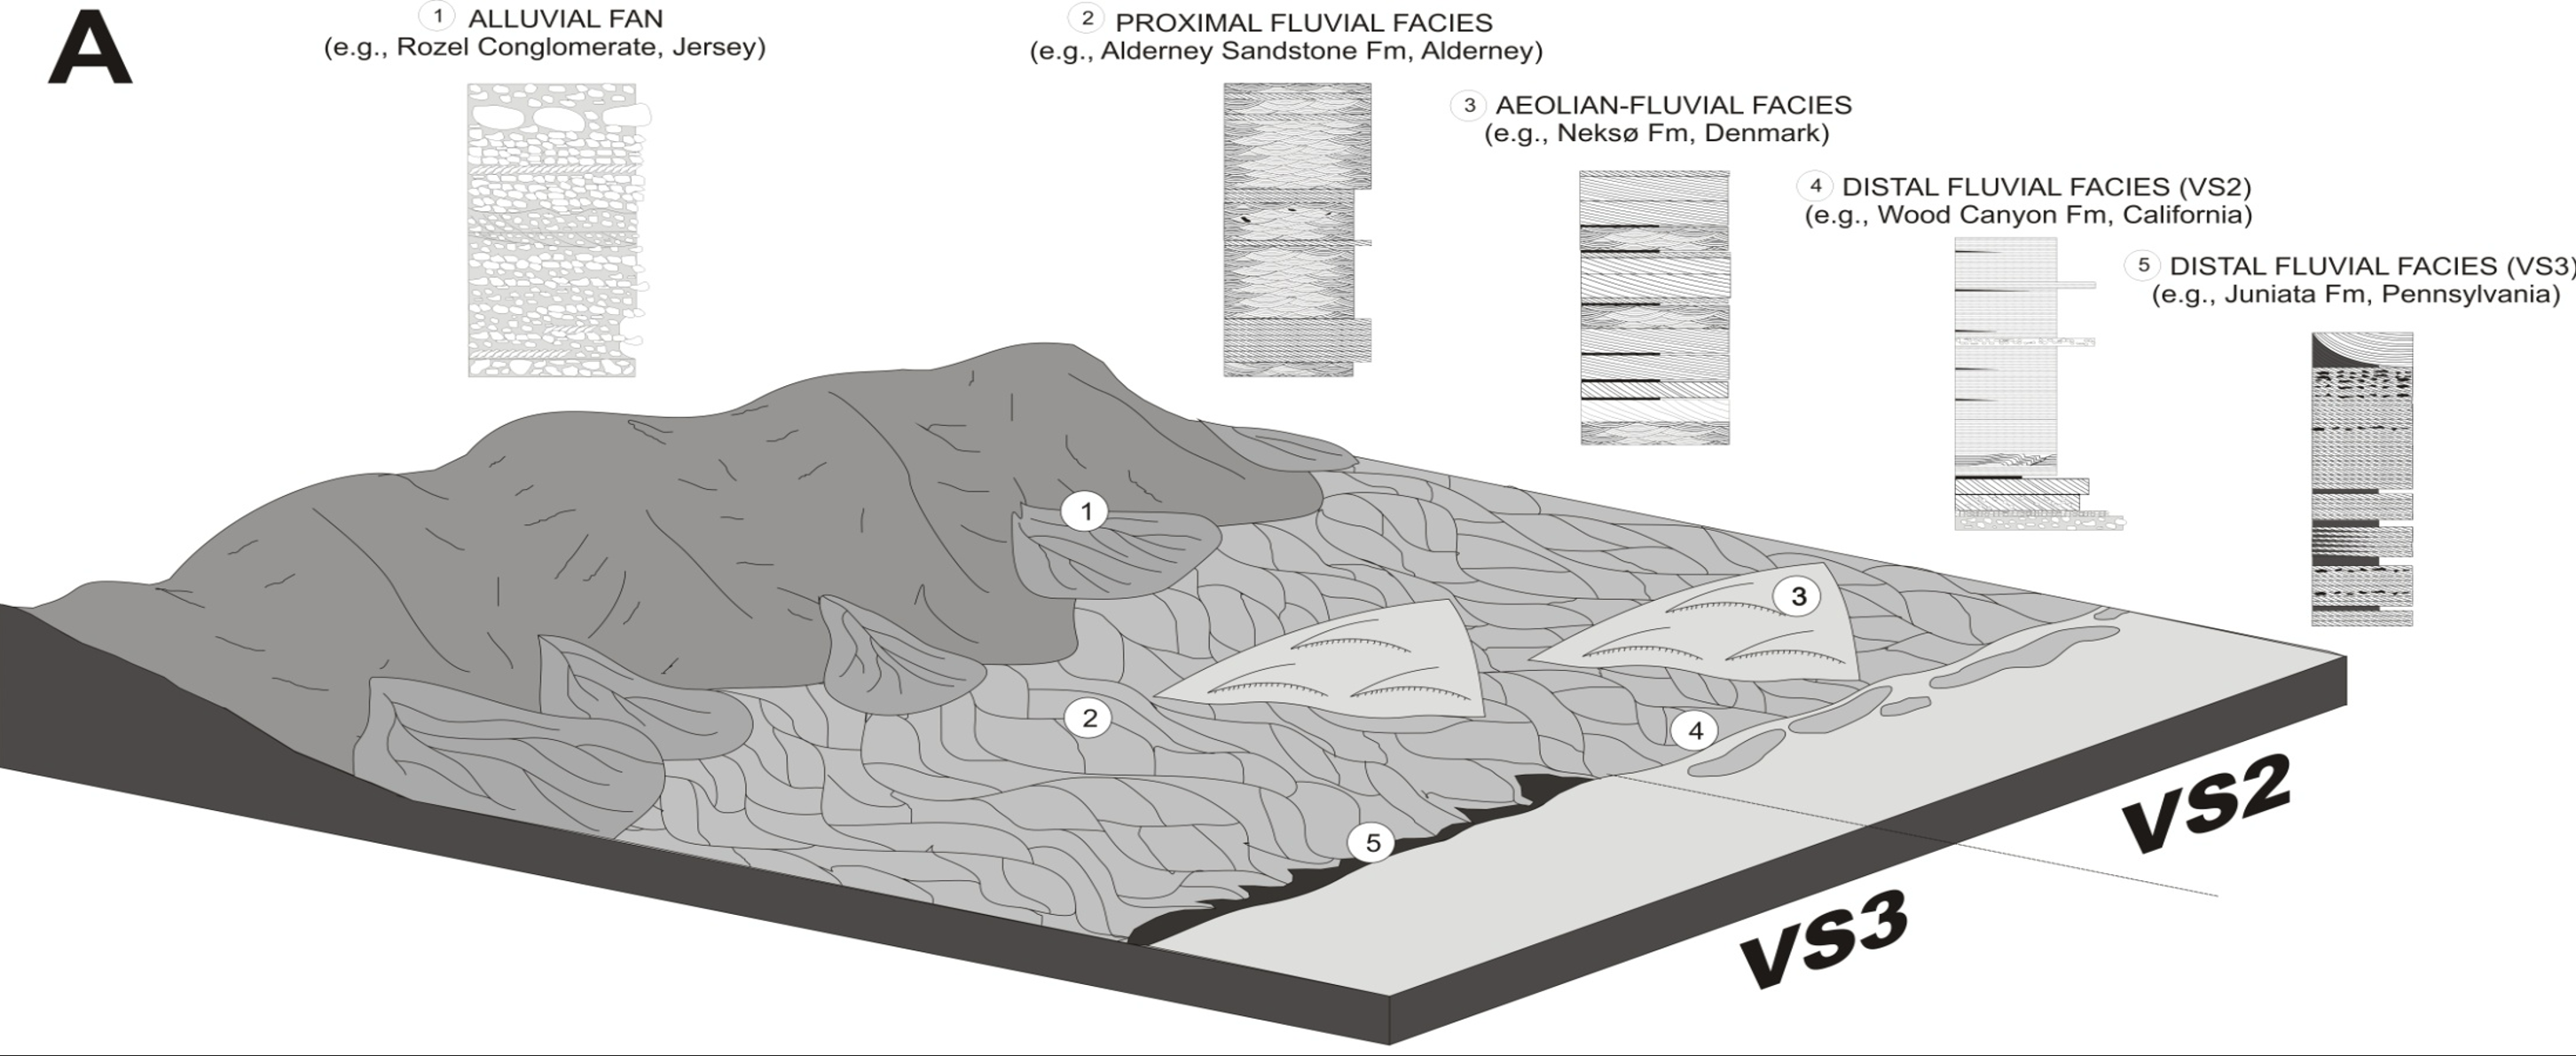 A
1 ALLUVIAL FAN
(e.g., Rozel Conglomerate, Jersey)
2 PROXIMAL FLUVIAL FACIES
(e.g., Alderney Sandstone Fm, Alderney)
3 AEOLIAN-FLUVIAL FACIES
(e.g., Neksø Fm, Denmark)
4 DISTAL FLUVIAL FACIES (VS2)
(e.g., Wood Canyon Fm, California)
5 DISTAL FLUVIAL FACIES (VS3)
(e.g., Juniata Fm, Pennsylvania)
1
3
2
4
5
VS2
VS3